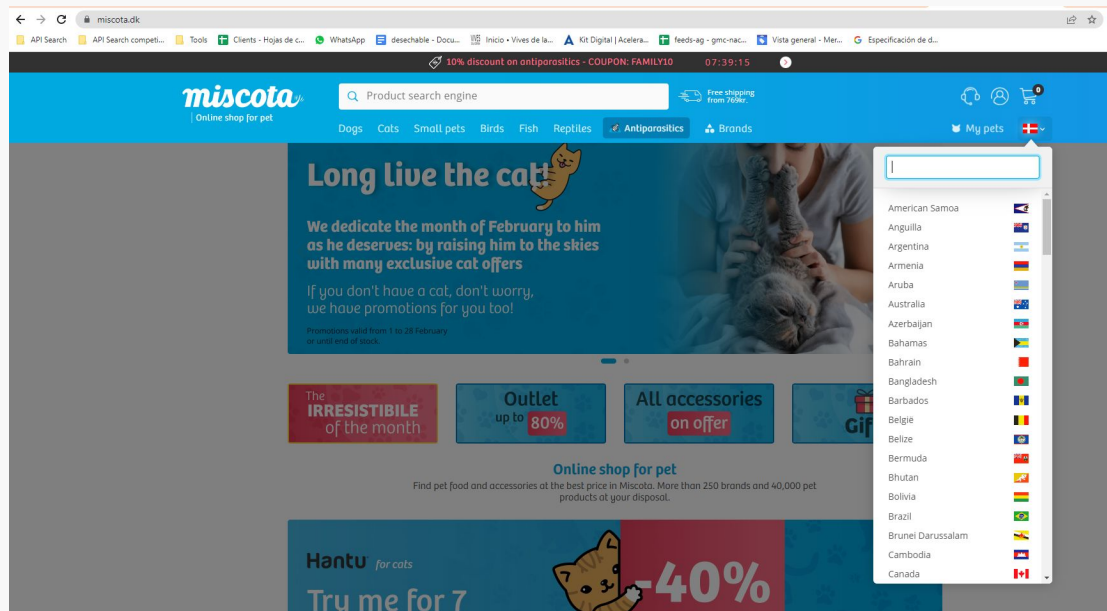 miscota.dk
API Search
API Search competi...
Tools
Clients - Hojas de c...
WhatsApp
desechable - Docu...
Inicio • Vives de la...
Kit Digital | Acelera...
feeds-ag - gmc-nac...
Vista general - Mer...
Especificación de d...
10% discount on antiparasitics - COUPON: FAMILY10 07:39:15
miscota
Online shop for pet
Product search engine
Free shipping
from 769kr.
0
Dogs Cats Small pets Birds Fish Reptiles Antiparasitics Brands
My pets
Long live the cat!
We dedicate the month of February to him
as he deserves: by raising him to the skies
with many exclusive cat offers
If you don't have a cat, don't worry,
we have promotions for you too!
Promotions valid from 1 to 28 February
or until end of stock.
The
IRRESISTIBILE
of the month
Outlet
up to 80%
All accessories
on offer
Gif
Online shop for pet
Find pet food and accessories at the best price in Miscota. More than 250 brands and 40,000 pet
products at your disposal.
Hantu for cats
Try me for 7
-40%
American Samoa
Anguilla
Argentina
Armenia
Aruba
Australia
Azerbaijan
Bahamas
Bahrain
Bangladesh
Barbados
België
Belize
Bermuda
Bhutan
Bolivia
Brazil
Brunei Darussalam
Cambodia
Canada